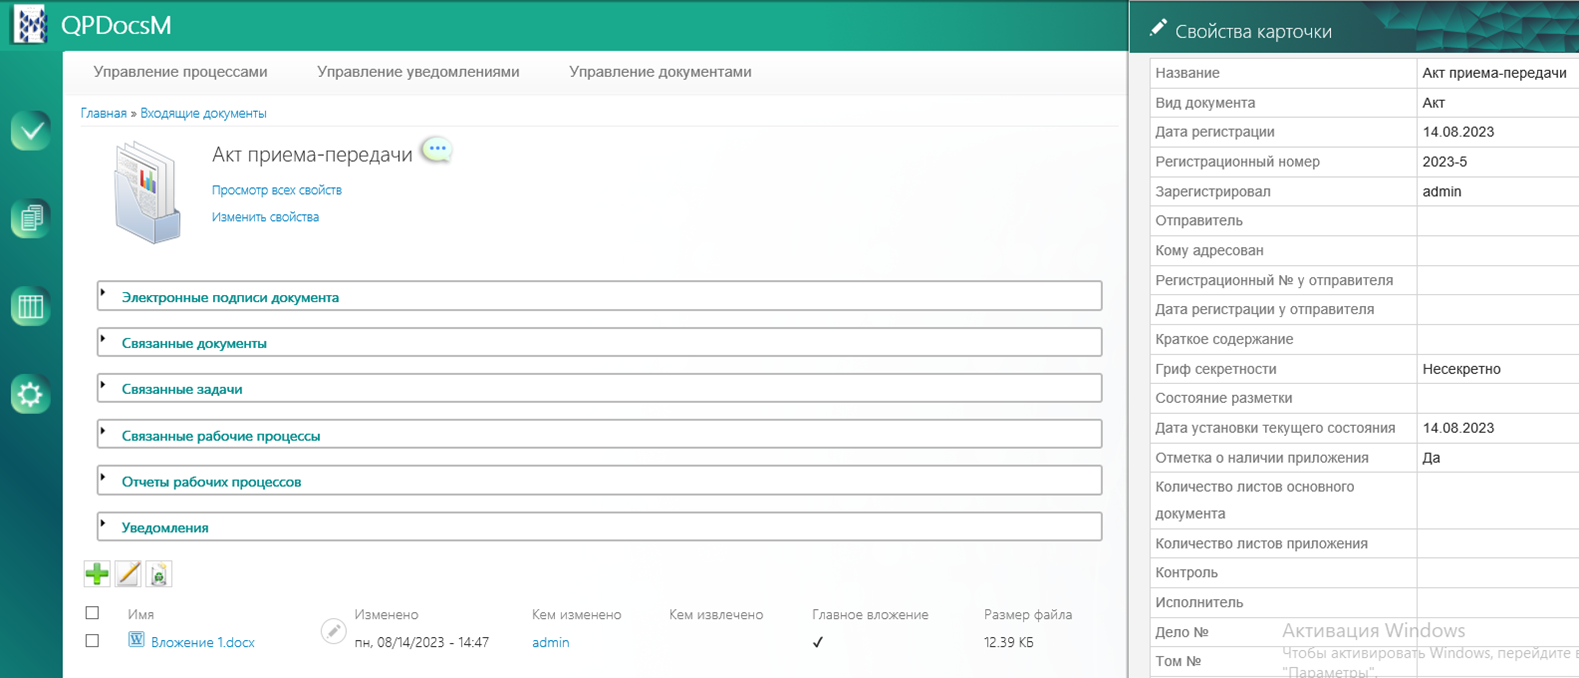 QPDocsM
Управление процессами Управление уведомлениями Управление документами
Главная » Входящие документы
Акт приема-передачи
Просмотр всех свойств
Изменить свойства
Электронные подписи документа
Связанные документы
Связанные задачи
Связанные рабочие процессы
Отчеты рабочих процессов
Уведомления
Имя Изменено Кем изменено Кем извлечено Главное вложение Размер файла
Вложение 1.docx пн, 08/14/2023 - 14:47 admin ✓ 12.39 КБ
Свойства карточки
Название Акт приема-передачи
Вид документа Акт
Дата регистрации 14.08.2023
Регистрационный номер 2023-5
Зарегистрировал admin
Отправитель
Кому адресован
Регистрационный № у отправителя
Дата регистрации у отправителя
Краткое содержание
Гриф секретности Несекретно
Состояние разметки
Дата установки текущего состояния 14.08.2023
Отметка о наличии приложения Да
Количество листов основного
документа
Количество листов приложения
Контроль
Исполнитель
Дело №
Том №
Активация Windows
Чтобы активировать Windows, перейдите в
"Параметры".